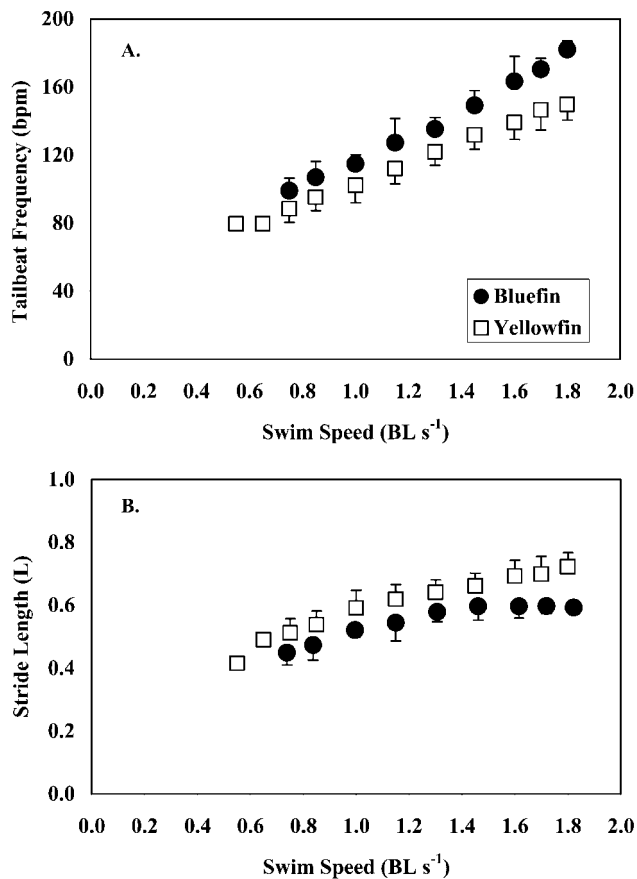 A.
Tailbeat Frequency (bpm)
200
160
120
80
40
0
Bluefin
Yellowfin
0.0 0.2 0.4 0.6 0.8 1.0 1.2 1.4 1.6 1.8 2.0
Swim Speed (BL s⁻¹)
B.
Stride Length (L)
1.0
0.8
0.6
0.4
0.2
0.0
0.0 0.2 0.4 0.6 0.8 1.0 1.2 1.4 1.6 1.8 2.0
Swim Speed (BL s⁻¹)